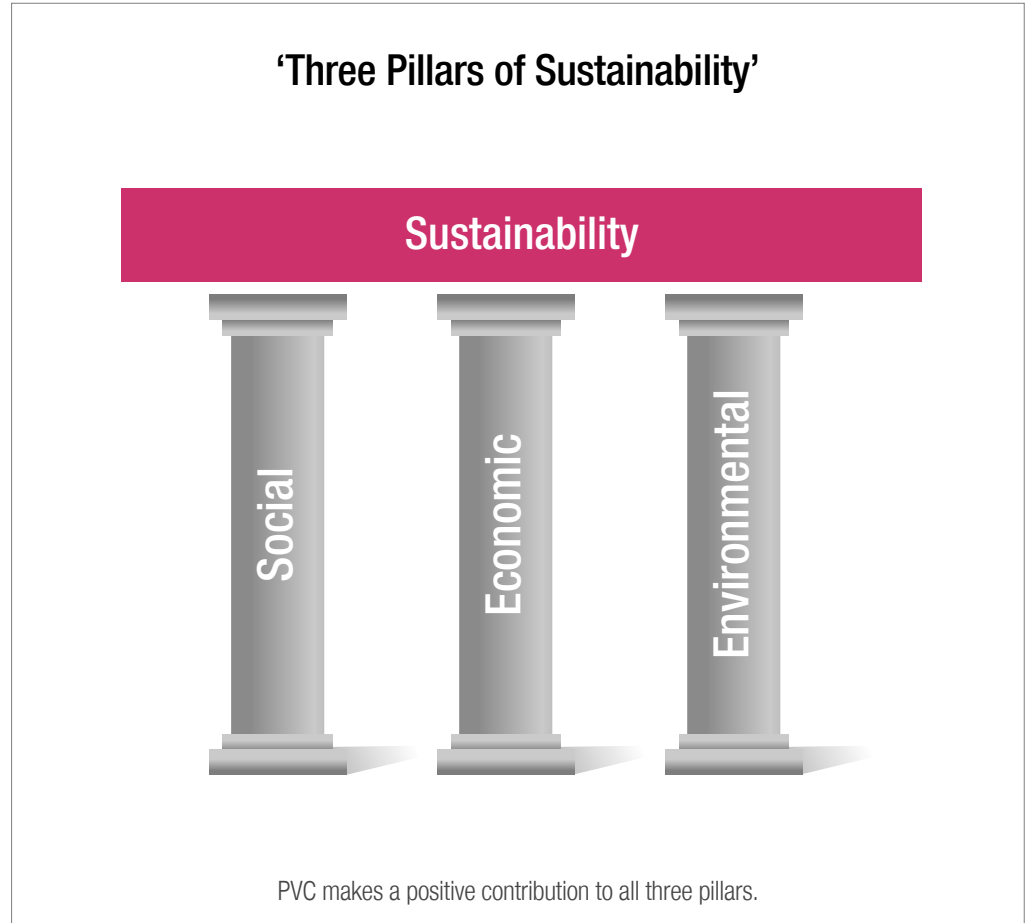 ‘Three Pillars of Sustainability’
Sustainability
Social
Economic
Environmental
PVC makes a positive contribution to all three pillars.